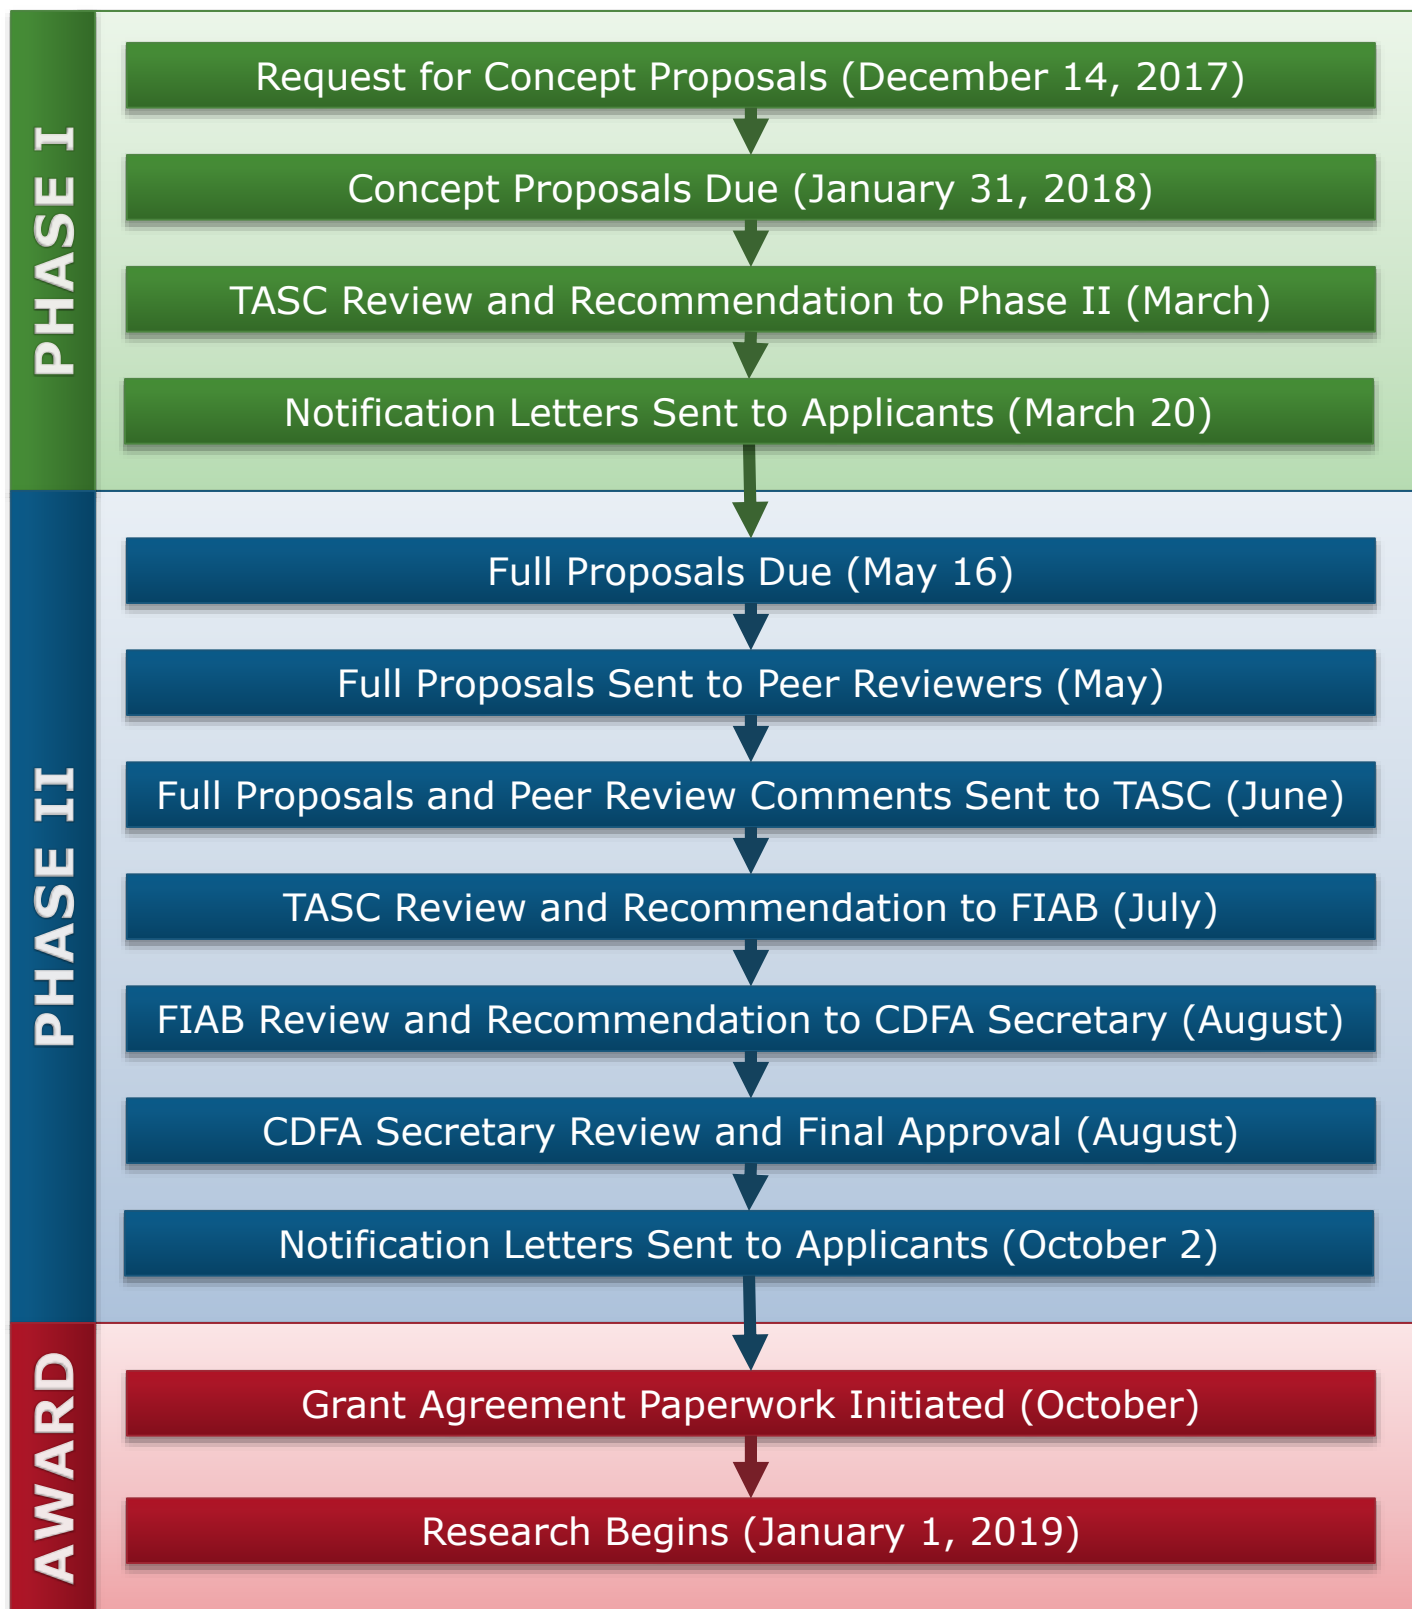 PHASE I
Request for Concept Proposals (December 14, 2017)
Concept Proposals Due (January 31, 2018)
TASC Review and Recommendation to Phase II (March)
Notification Letters Sent to Applicants (March 20)
PHASE II
Full Proposals Due (May 16)
Full Proposals Sent to Peer Reviewers (May)
Full Proposals and Peer Review Comments Sent to TASC (June)
TASC Review and Recommendation to FIAB (July)
FIAB Review and Recommendation to CDFA Secretary (August)
CDFA Secretary Review and Final Approval (August)
Notification Letters Sent to Applicants (October 2)
AWARD
Grant Agreement Paperwork Initiated (October)
Research Begins (January 1, 2019)